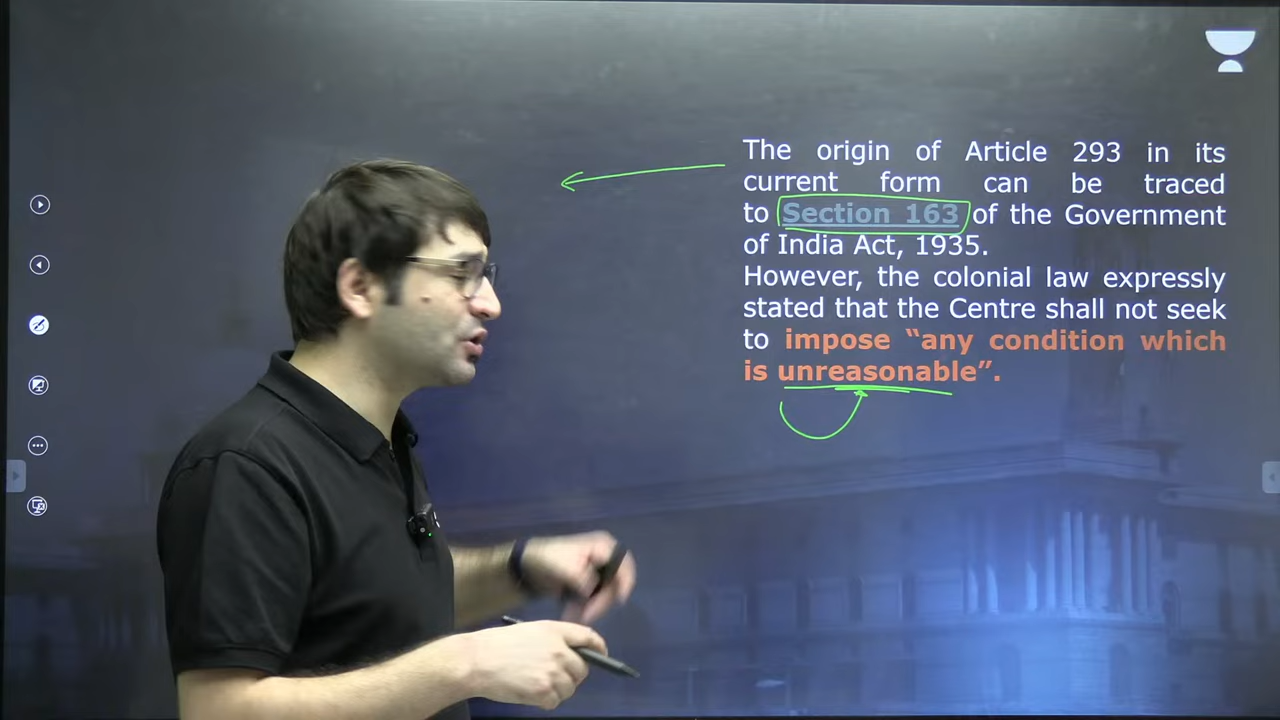 The origin of Article 293 in its
current form can be traced
to Section 163 of the Government
of India Act, 1935.
However, the colonial law expressly
stated that the Centre shall not seek
to impose “any condition which
is unreasonable”.